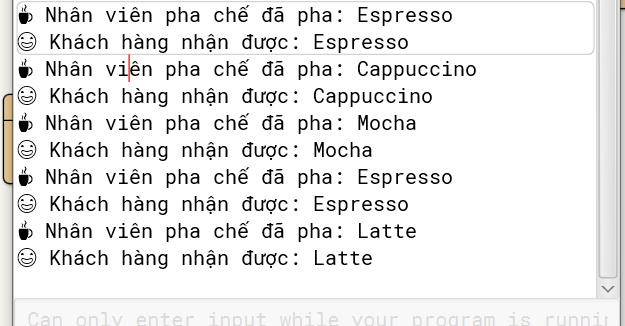 ☕ Nhân viên pha chế đã pha: Espresso
😊 Khách hàng nhận được: Espresso
☕ Nhân viên pha chế đã pha: Cappuccino
😊 Khách hàng nhận được: Cappuccino
☕ Nhân viên pha chế đã pha: Mocha
😊 Khách hàng nhận được: Mocha
☕ Nhân viên pha chế đã pha: Espresso
😊 Khách hàng nhận được: Espresso
☕ Nhân viên pha chế đã pha: Latte
😊 Khách hàng nhận được: Latte
Can only enter input while your program is